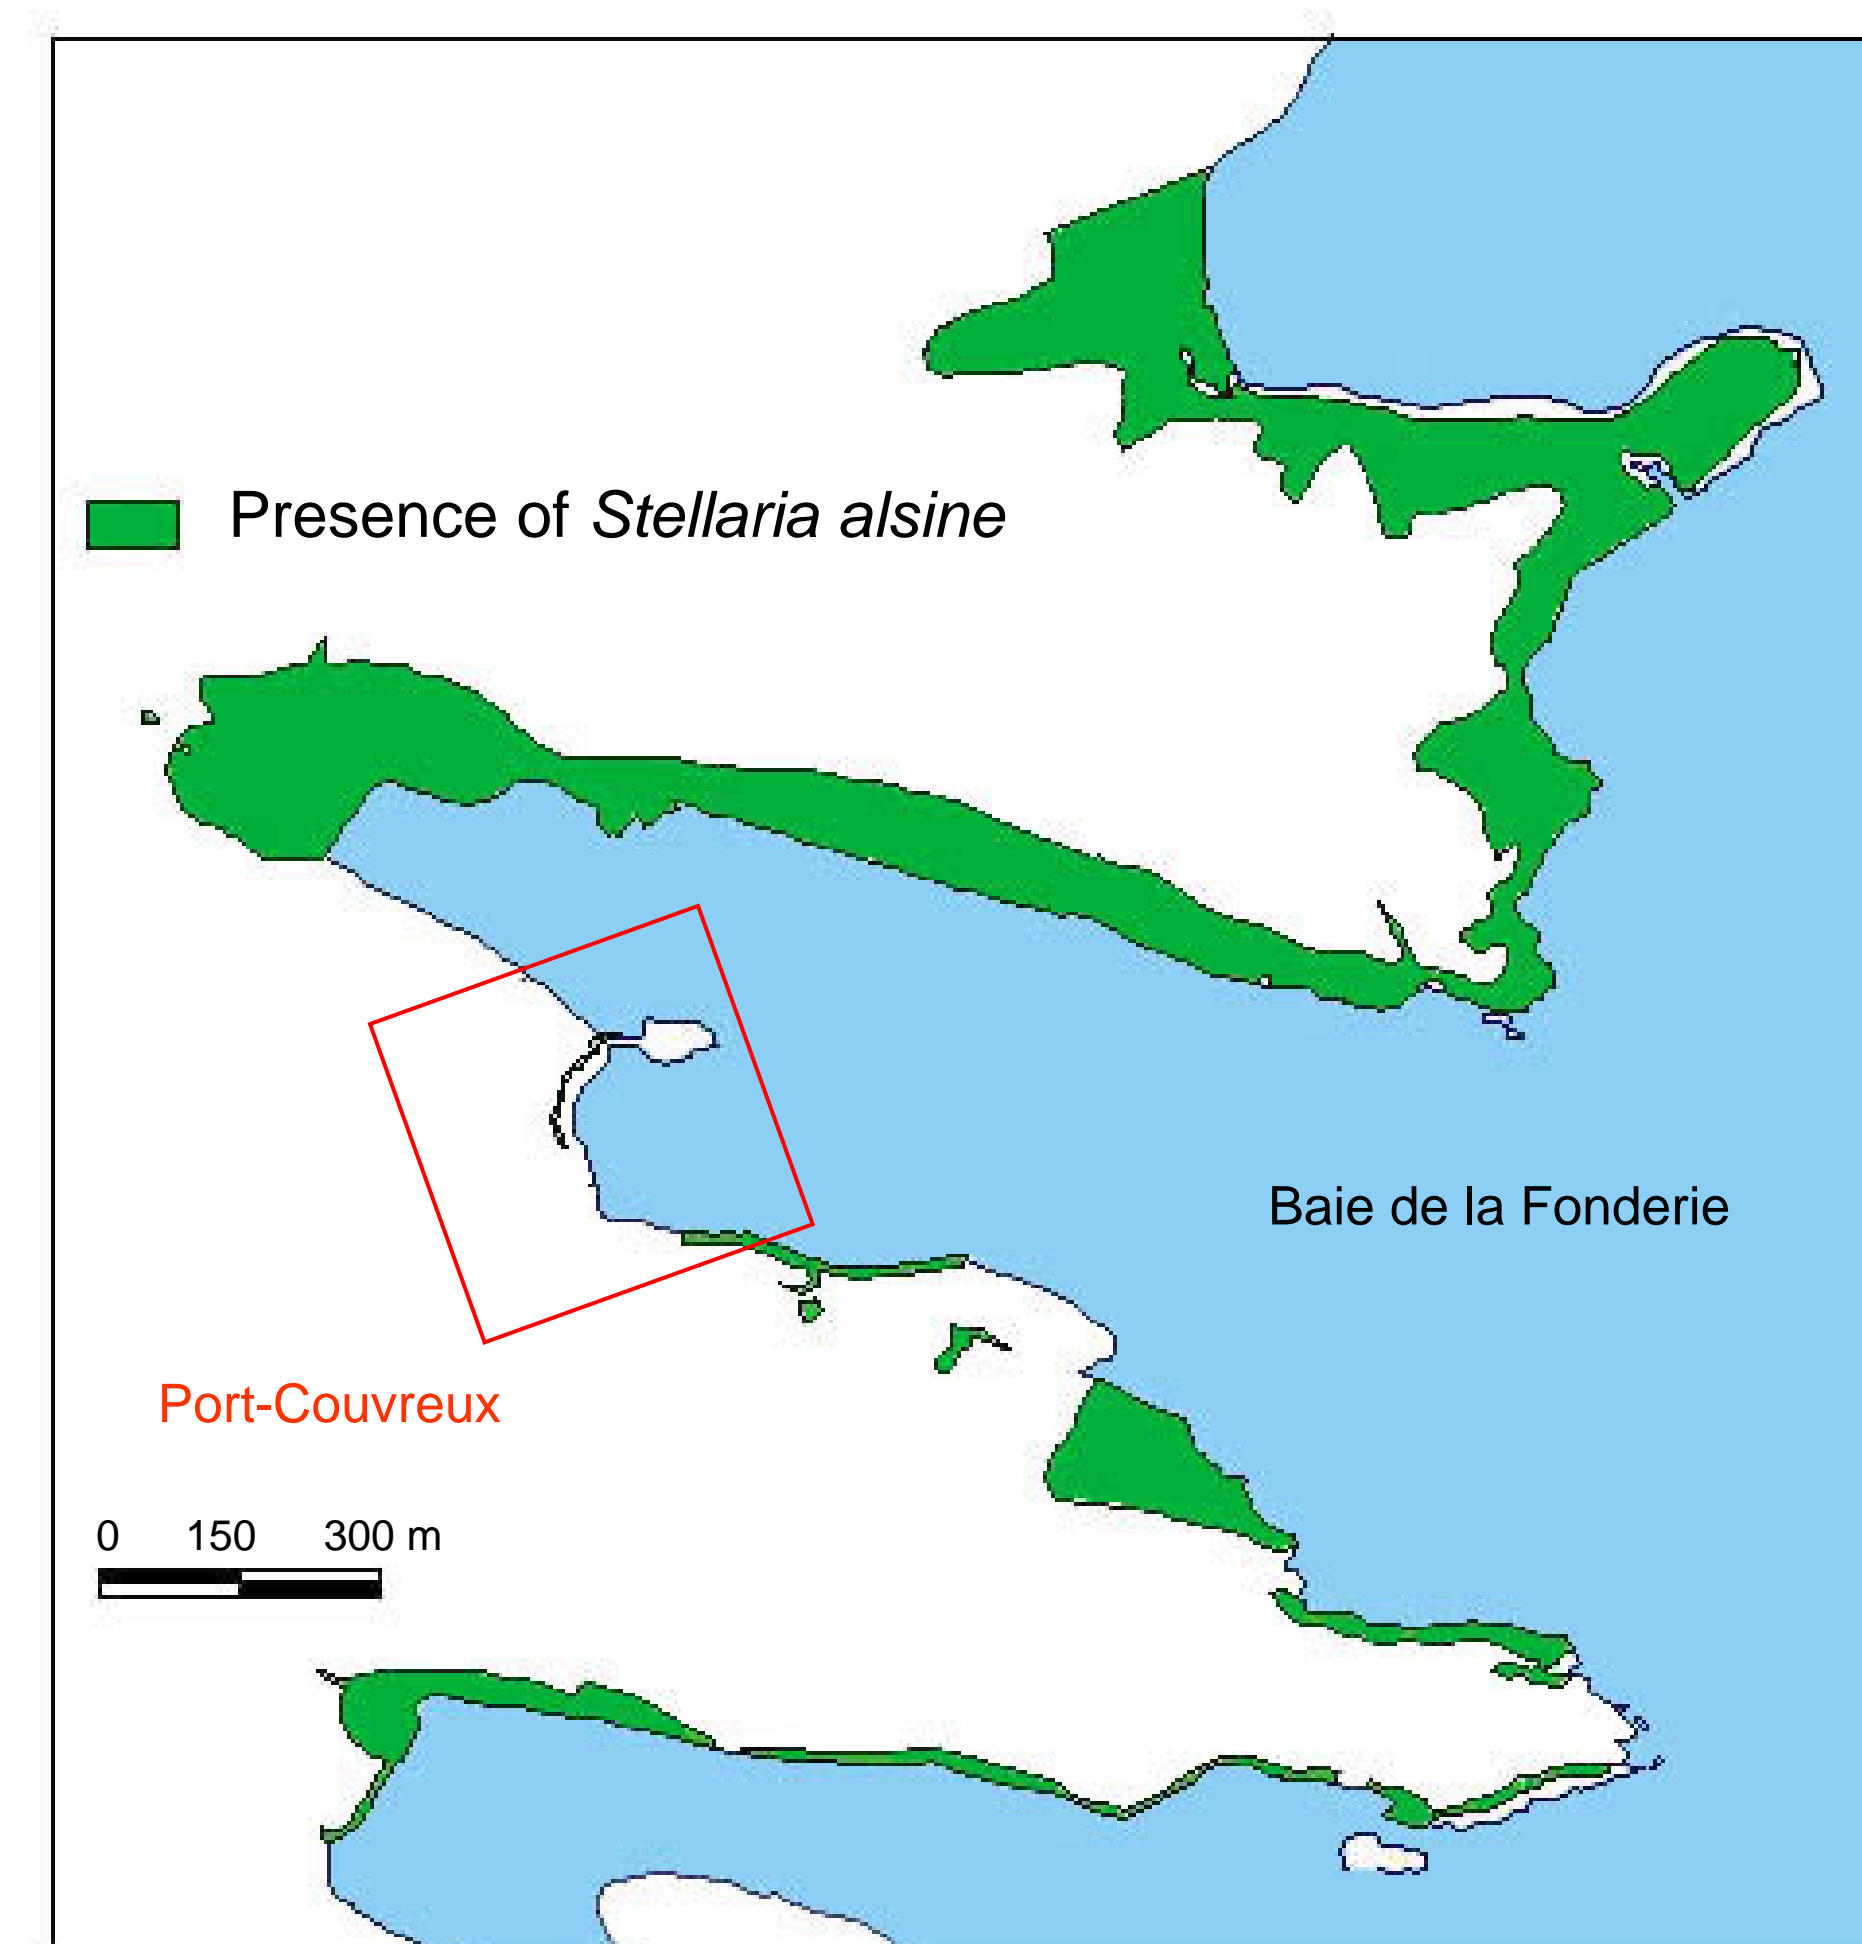 Presence of Stellaria alsine
Baie de la Fonderie
Port-Couvreux
0 150 300 m